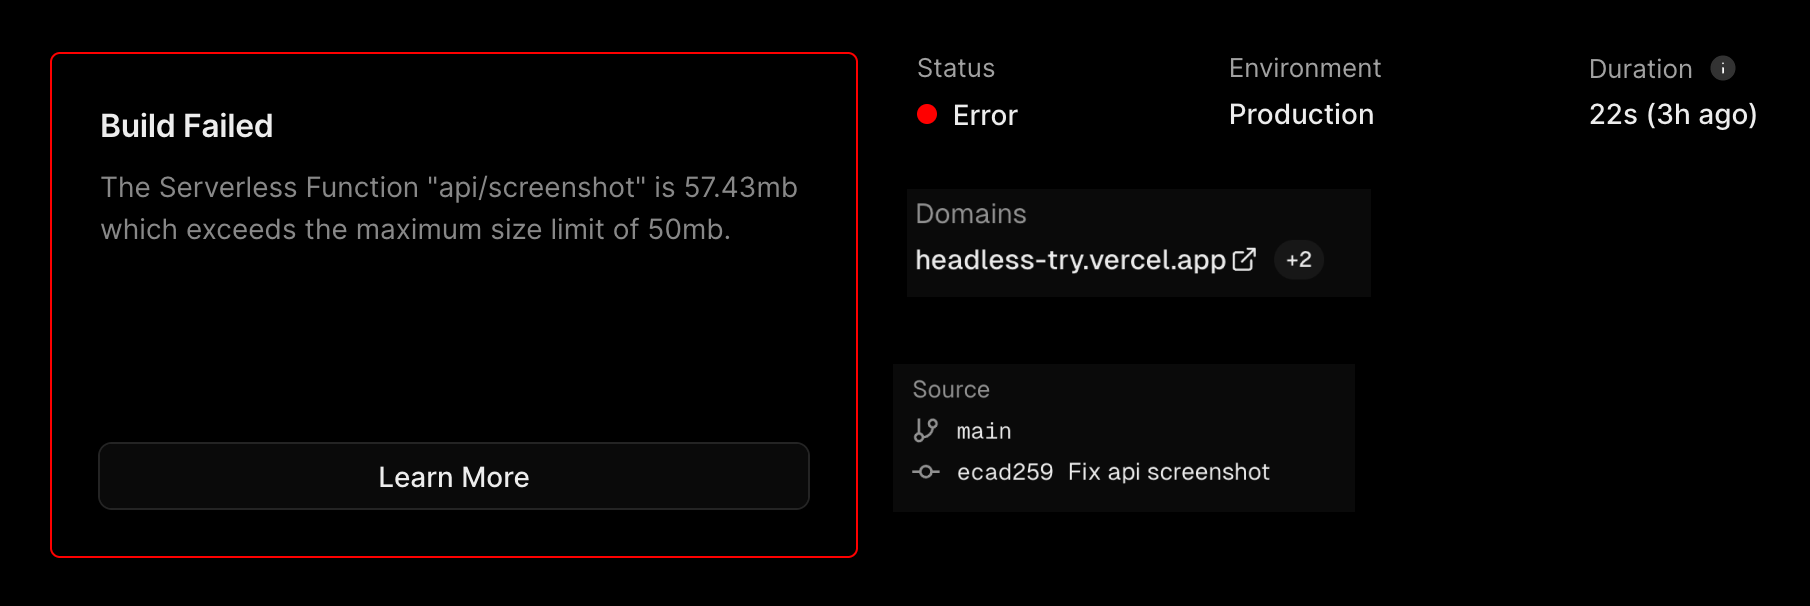 Build Failed
The Serverless Function "api/screenshot" is 57.43mb
which exceeds the maximum size limit of 50mb.
Learn More
Status
Error
Environment
Production
Duration
22s (3h ago)
Domains
headless-try.vercel.app
+2
Source
main
ecad259 Fix api screenshot